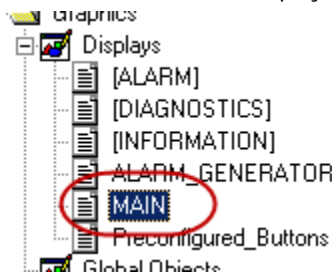 Graphics
Displays
[ALARM]
[DIAGNOSTICS]
[INFORMATION]
ALARM_GENERATOR
MAIN
Preconfigured_Buttons
Global Objects